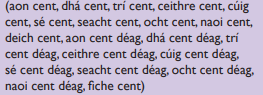 (aon cent, dhá cent, trí cent, ceithre cent, cúig
cent, sé cent, seacht cent, ocht cent, naoi cent,
deich cent, aon cent déag, dhá cent déag, trí
cent déag, ceithre cent déag, cúig cent déag,
sé cent déag, seacht cent déag, ocht cent déag,
naoi cent déag, fiche cent)